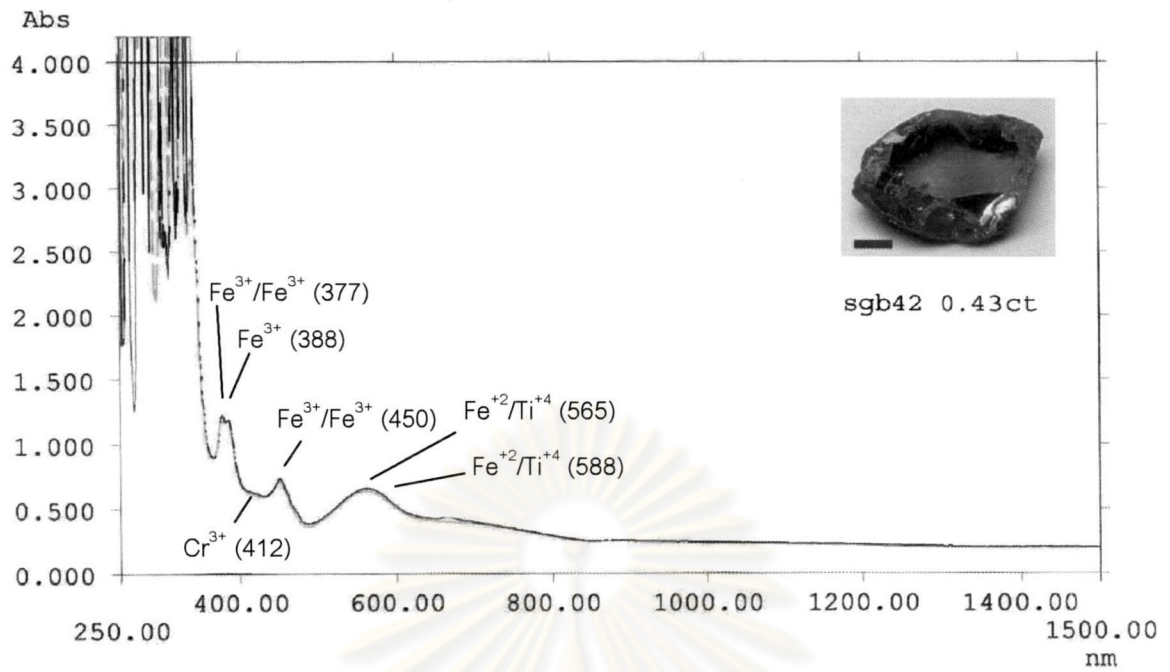 Abs
4.000
3.500
3.000
2.500
2.000
1.500
1.000
0.500
0.000
Fe³⁺/Fe³⁺ (377)
Fe³⁺ (388)
Fe³⁺/Fe³⁺ (450)
Fe⁺²/Ti⁺⁴ (565)
Fe⁺²/Ti⁺⁴ (588)
Cr³⁺ (412)
sgb42 0.43ct
400.00 600.00 800.00 1000.00 1200.00 1400.00
250.00 1500.00
nm